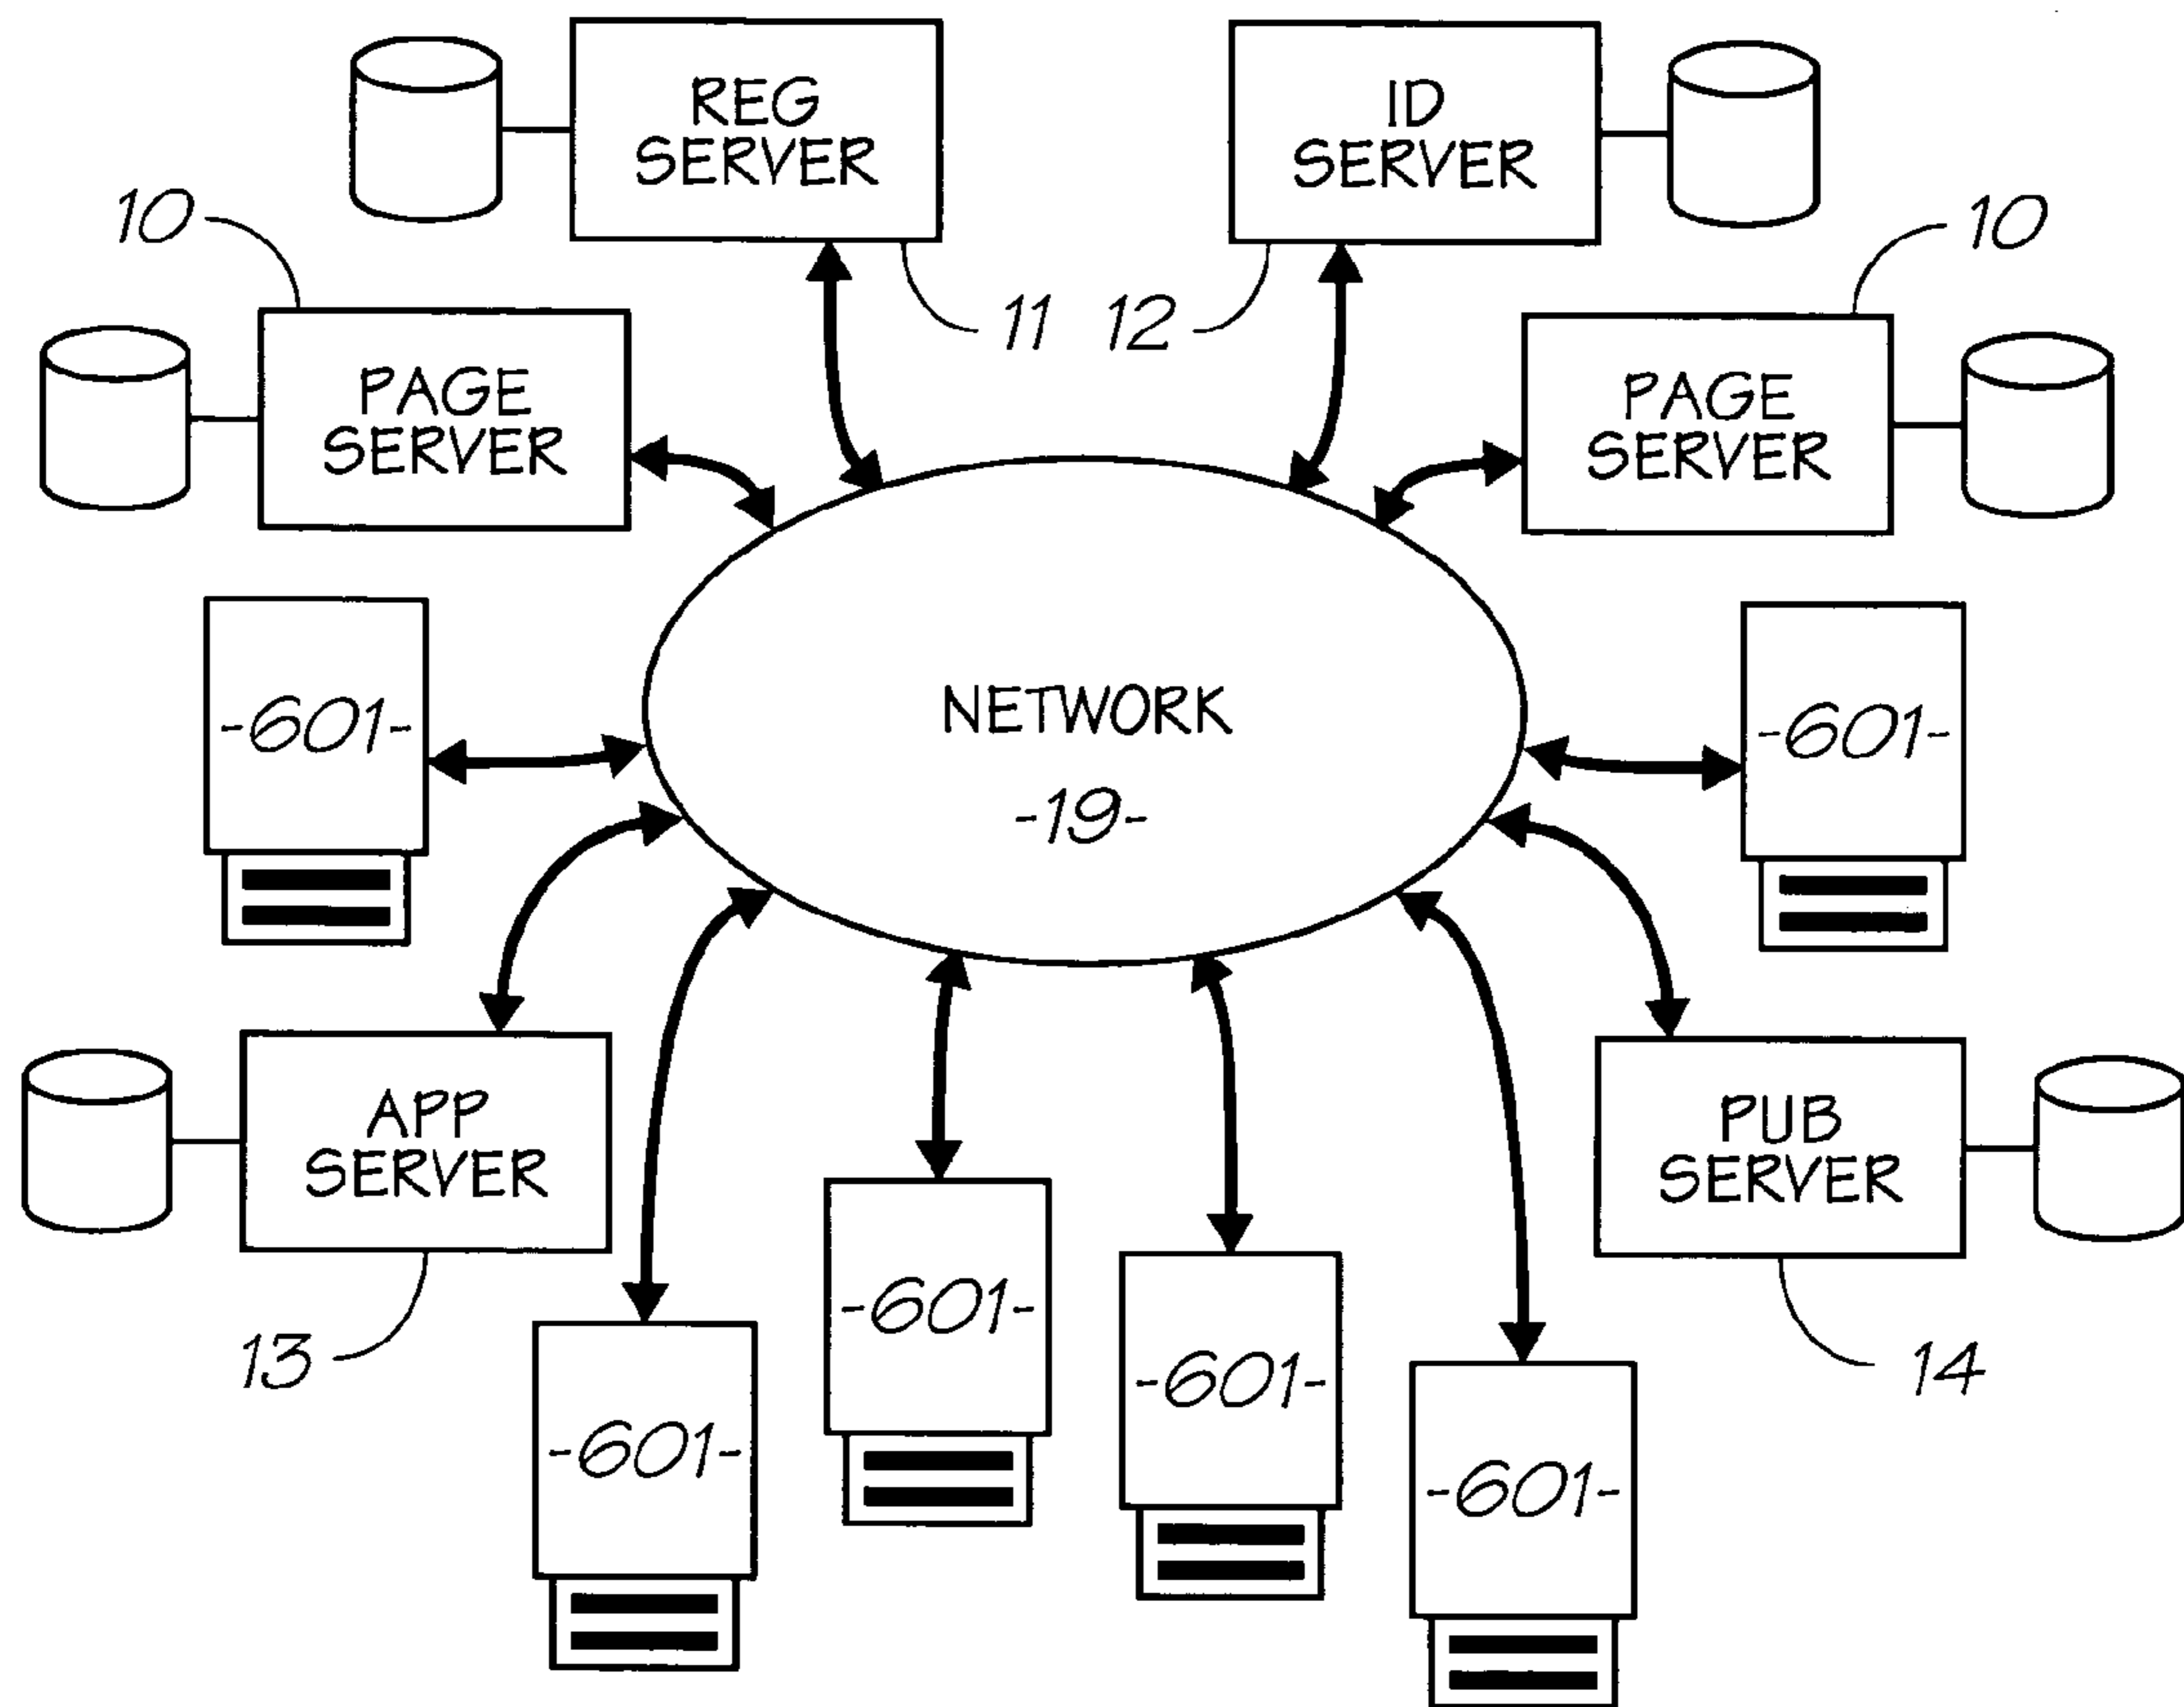 REG
SERVER
ID
SERVER
10
10
11
12
PAGE
SERVER
PAGE
SERVER
-601-
NETWORK
-19-
-601-
APP
SERVER
PUB
SERVER
13
-601-
-601-
-601-
-601-
14